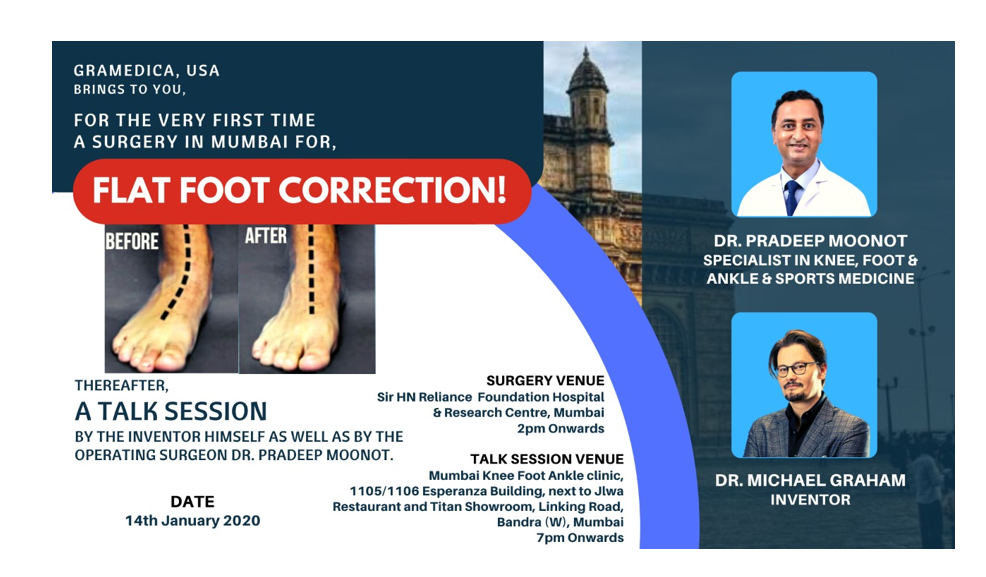 GRAMEDICA, USA
BRINGS TO YOU,
FOR THE VERY FIRST TIME
A SURGERY IN MUMBAI FOR,
FLAT FOOT CORRECTION!
BEFORE
AFTER
THEREAFTER,
A TALK SESSION
BY THE INVENTOR HIMSELF AS WELL AS BY THE
OPERATING SURGEON DR. PRADEEP MOONOT.
DATE
14th January 2020
SURGERY VENUE
Sir HN Reliance Foundation Hospital
& Research Centre, Mumbai
2pm Onwards
TALK SESSION VENUE
Mumbai Knee Foot Ankle clinic,
1105/1106 Esperanza Building, next to Jlwa
Restaurant and Titan Showroom, Linking Road,
Bandra (W), Mumbai
7pm Onwards
DR. PRADEEP MOONOT
SPECIALIST IN KNEE, FOOT &
ANKLE & SPORTS MEDICINE
DR. MICHAEL GRAHAM
INVENTOR